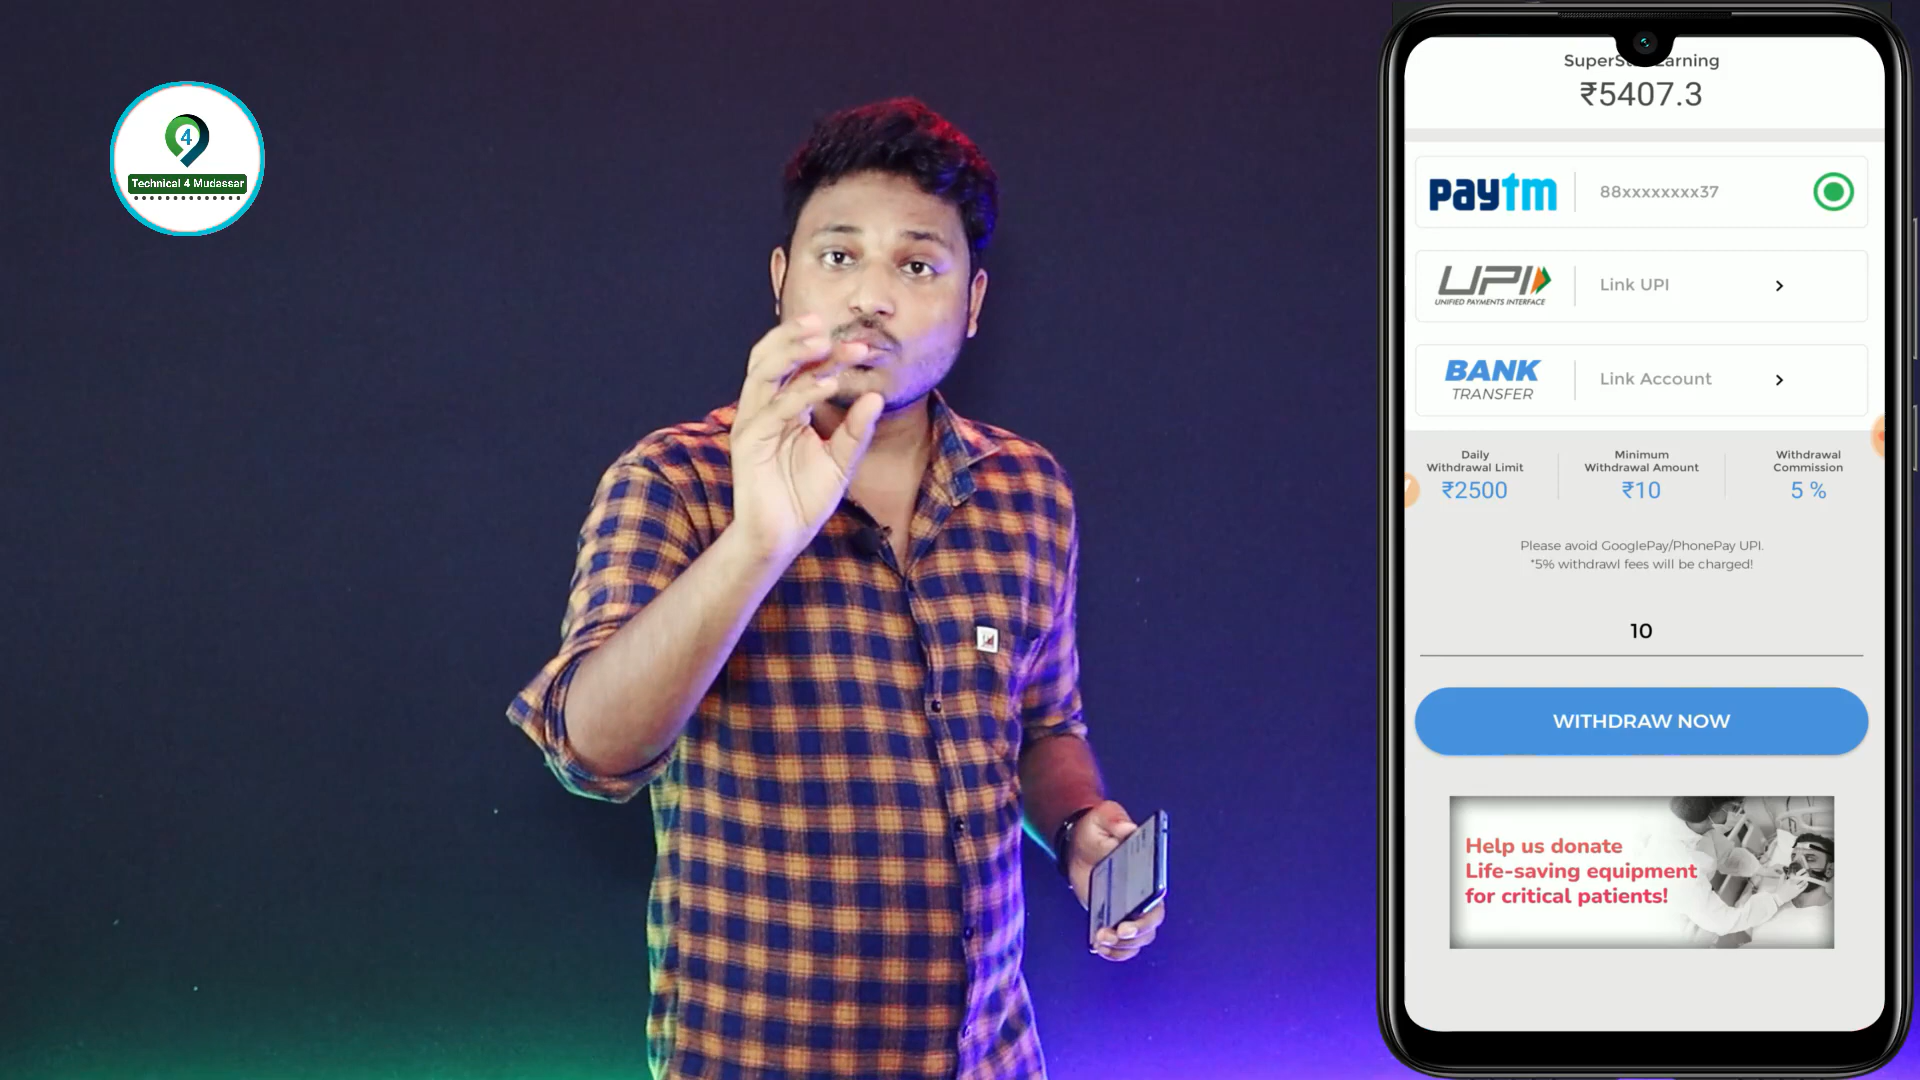 4
Technical 4 Mudassar
₹5407.3
paytm
88xxxxxxxx37
UPI
UNIFIED PAYMENTS INTERFACE
Link UPI
BANK
TRANSFER
Link Account
Daily
Withdrawal Limit
₹2500
Minimum
Withdrawal Amount
₹10
Withdrawal
Commission
5 %
Please avoid GooglePay/PhonePay UPI.
*5% withdrawl fees will be charged!
10
WITHDRAW NOW
Help us donate
Life-saving equipment
for critical patients!